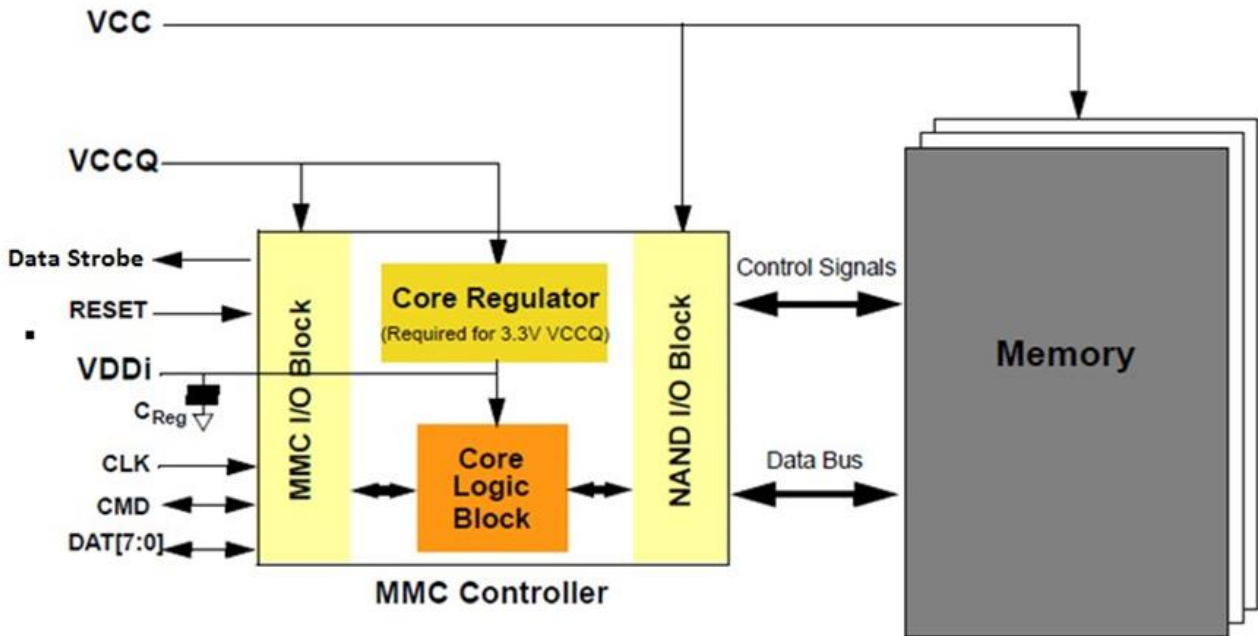 VCC
VCCQ
Data Strobe
RESET
VDDi
CReg
CLK
CMD
DAT[7:0]
MMC I/O Block
Core Regulator
(Required for 3.3V VCCQ)
Core
Logic
Block
NAND I/O Block
MMC Controller
Control Signals
Data Bus
Memory